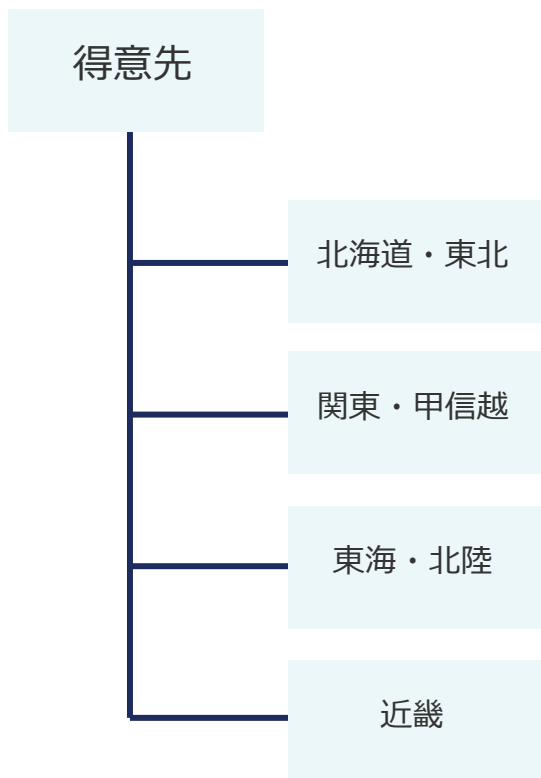 得意先
北海道・東北
関東・甲信越
東海・北陸
近畿